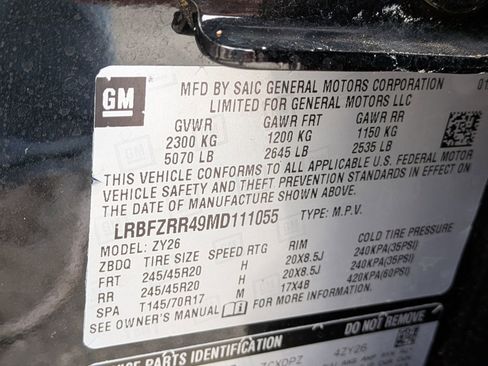 GM
MFD BY SAIC GENERAL MOTORS CORPORATION
LIMITED FOR GENERAL MOTORS LLC
GVWR GAWR FRT GAWR RR
2300 KG 1200 KG 1150 KG
5070 LB 2645 LB 2535 LB
THIS VEHICLE CONFORMS TO ALL APPLICABLE U.S. FEDERAL MOTOR
VEHICLE SAFETY AND THEFT PREVENTION STANDARDS IN EFFECT ON
THE DATE OF MANUFACTURE SHOWN ABOVE.
LRBFZRR49MD111055 TYPE: M.P.V.
MODEL: ZY26
ZBDQ TIRE SIZE SPEED RTG RIM COLD TIRE PRESSURE
FRT 245/45R20 H 20X8.5J 240KPA(35PSI)
RR 245/45R20 H 20X8.5J 240KPA(35PSI)
SPA T145/70R17 M 17X4B 420KPA(60PSI)
SEE OWNER'S MANUAL FOR MORE INFORMATION.
PARTS IDENTIFICATION DO NOT REMOVE
4ZY26